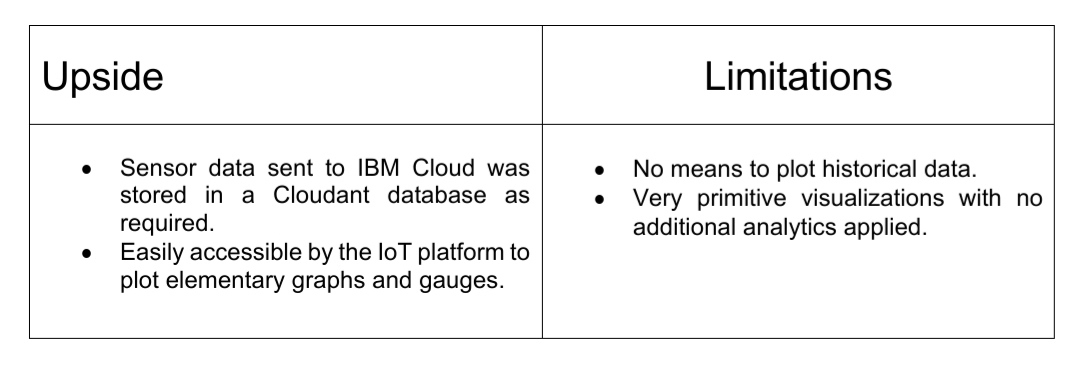 Upside
Limitations
● Sensor data sent to IBM Cloud was
stored in a Cloudant database as
required.
● Easily accessible by the IoT platform to
plot elementary graphs and gauges.
● No means to plot historical data.
● Very primitive visualizations with no
additional analytics applied.